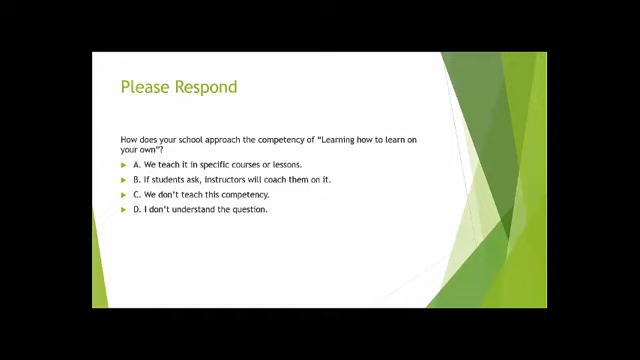 Please Respond
How does your school approach the competency of “Learning how to learn on
your own”?
A. We teach it in specific courses or lessons.
B. If students ask, instructors will coach them on it.
C. We don’t teach this competency.
D. I don’t understand the question.